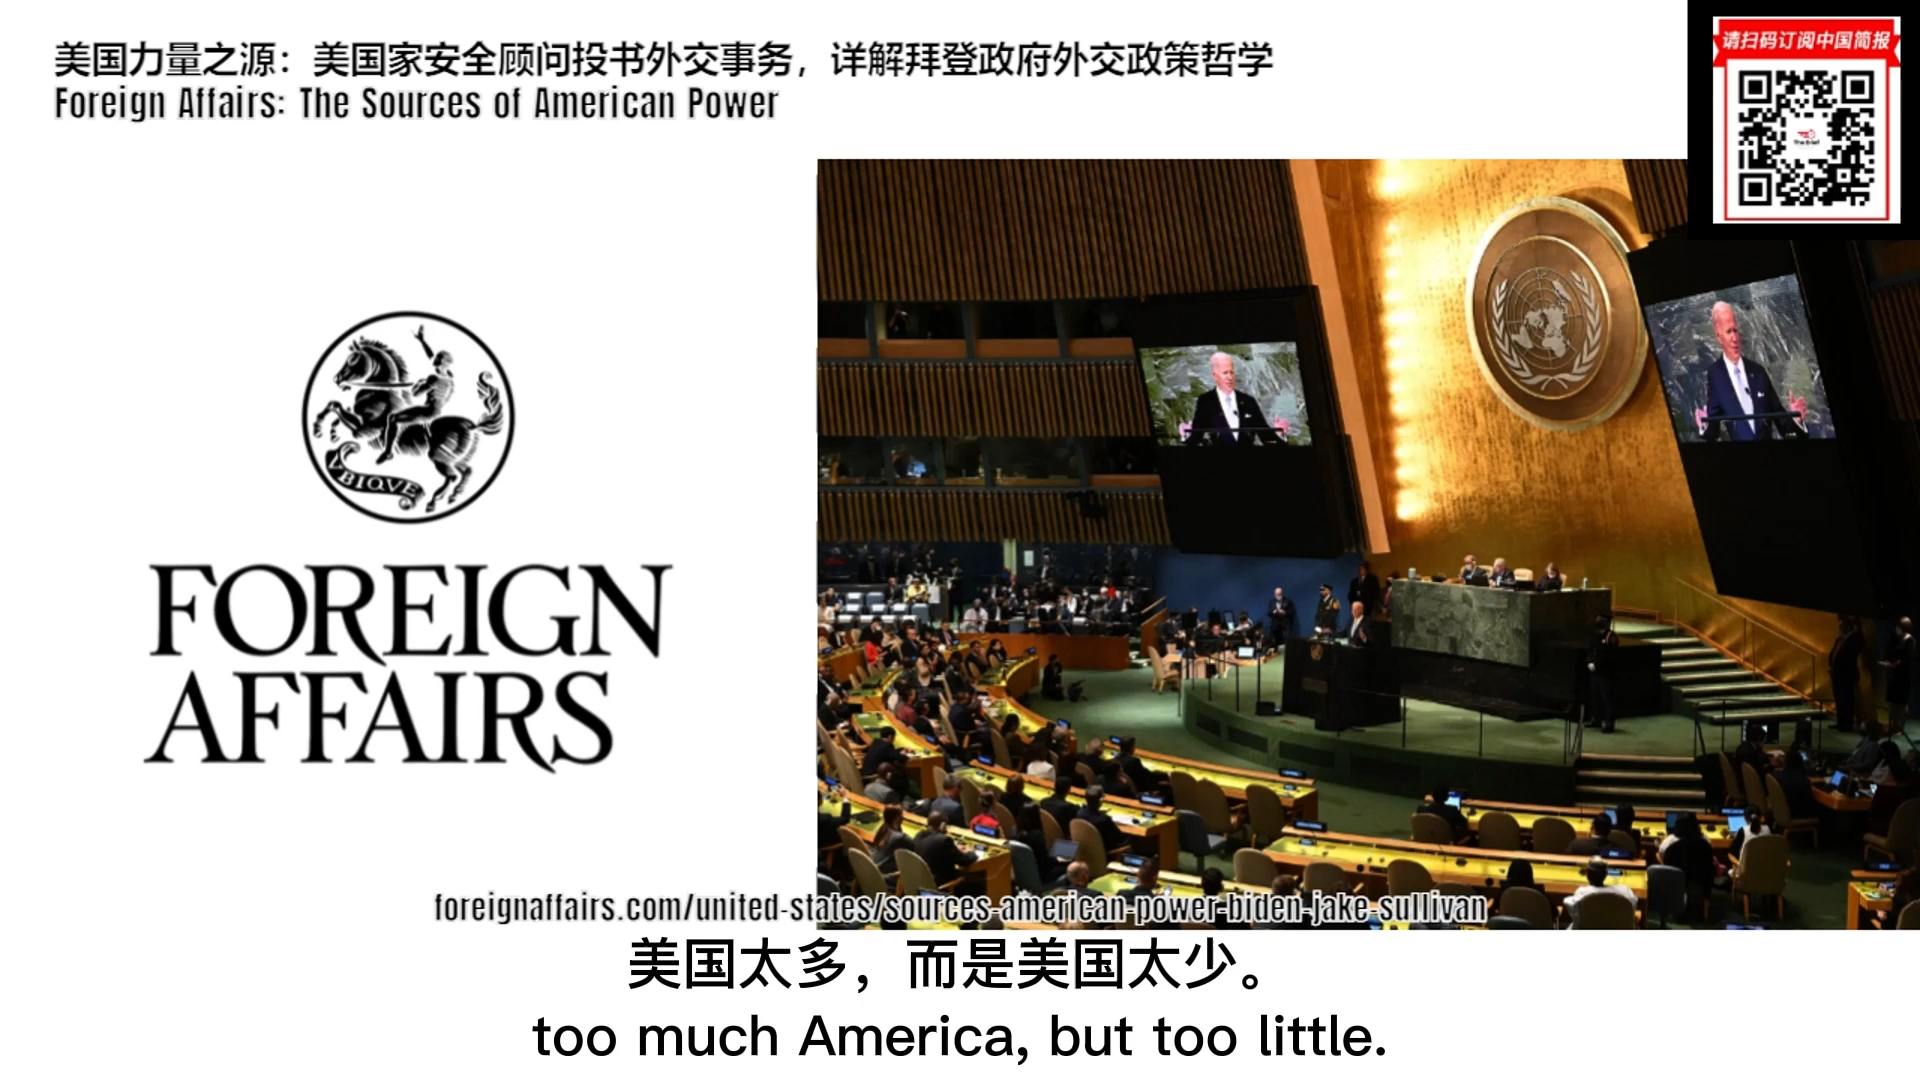 美国力量之源：美国家安全顾问投书外交事务，详解拜登政府外交政策哲学
Foreign Affairs: The Sources of American Power
请扫码订阅中国简报
VBIQVE
FOREIGN
AFFAIRS
foreignaffairs.com/united-states/sources-american-power-biden-jake-sullivan
美国太多，而是美国太少。
too much America, but too little.